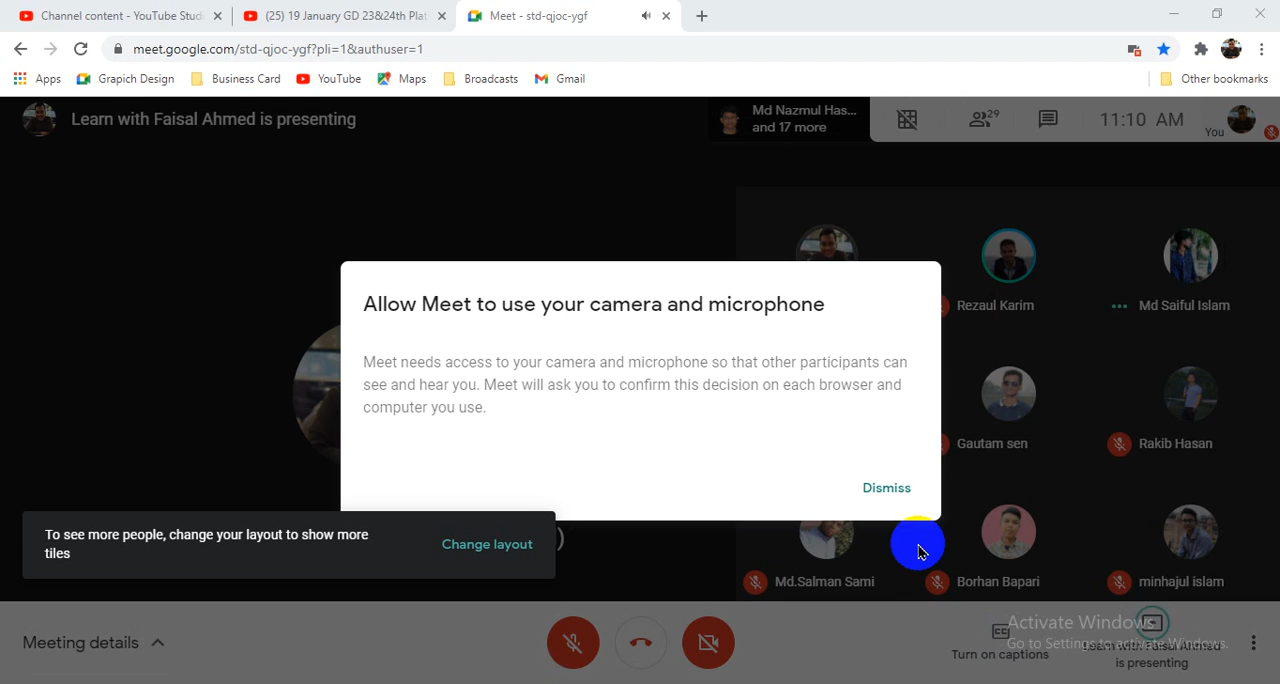 Channel content - YouTube Studi
(25) 19 January GD 23&24th Plat
Meet - std-qjoc-ygf
meet.google.com/std-qjoc-ygf?pli=1&authuser=1
Apps
Grapich Design
Business Card
YouTube
Maps
Broadcasts
Gmail
Other bookmarks
Learn with Faisal Ahmed is presenting
Md Nazmul Has...
and 17 more
29
11:10 AM
You
Allow Meet to use your camera and microphone
Meet needs access to your camera and microphone so that other participants can
see and hear you. Meet will ask you to confirm this decision on each browser and
computer you use.
Dismiss
Rezaul Karim
Md Saiful Islam
Gautam sen
Rakib Hasan
To see more people, change your layout to show more
tiles
Change layout
Md.Salman Sami
Borhan Bapari
minhajul islam
Meeting details
Turn on captions
Learn with Faisal Ahmed
is presenting
Activate Windows
Go to Settings to activate Windows.